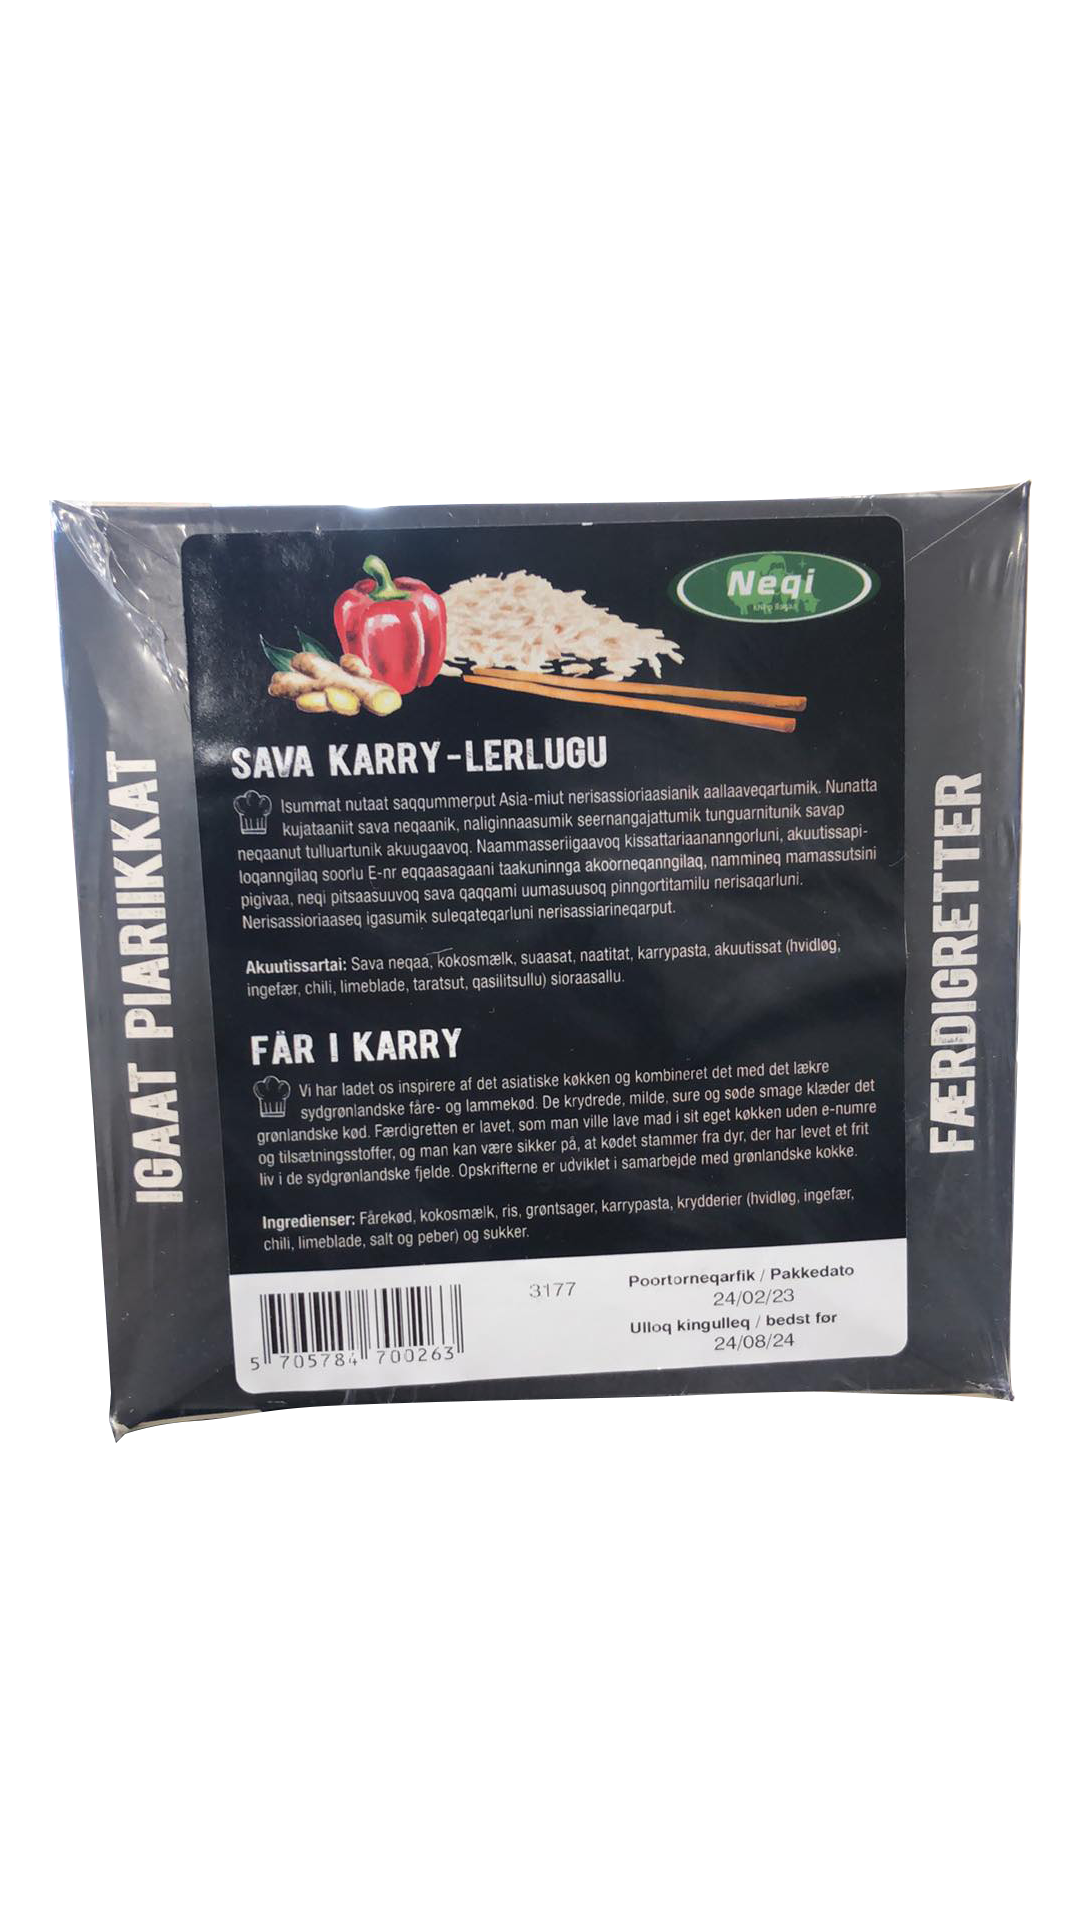 Neqi
IGAAT PIARIIKKAT
SAVA KARRY-LERLUGU
Isummat nutaat saqqummerput Asia-miut nerisassioriaasianik aallaaveqartumik. Nunatta
kujataaniit sava neqaanik, naliginnaasumik seernangajattumik tunguarnitunik savap
neqaanut tulluartunik akuugaavoq. Naammasseriigaavoq kissattariaananngorluni, akuutissapi-
loqanngilaq soorlu E-nr eqqaasagaani taakuninnga akoorneqanngilaq, nammineq mamassutsini
pigivaa, neqi pitsaasuuvoq sava qaqqami uumasuusoq pinngortitamilu nerisaqarluni.
Nerisassioriaaseq igasumik suleqateqarluni nerisassiarineqarput.
Akuutissartai: Sava neqaa, kokosmælk, suaasat, naatitat, karrypasta, akuutissat (hvidløg,
ingefær, chili, limeblade, taratsut, qasilitsullu) sioraasallu.
FÅR I KARRY
Vi har ladet os inspirere af det asiatiske køkken og kombineret det med det lækre
sydgrønlandske fåre- og lammekød. De krydrede, milde, sure og søde smage klæder det
grønlandske kød. Færdigretten er lavet, som man ville lave mad i sit eget køkken uden e-numre
og tilsætningsstoffer, og man kan være sikker på, at kødet stammer fra dyr, der har levet et frit
liv i de sydgrønlandske fjelde. Opskrifterne er udviklet i samarbejde med grønlandske kokke.
Ingredienser: Fårekød, kokosmælk, ris, grøntsager, karrypasta, krydderier (hvidløg, ingefær,
chili, limeblade, salt og peber) og sukker.
FÆRDIGRETTER
3177
Poortorneqarfik / Pakkedato
24/02/23
Ulloq kingulleq / bedst før
24/08/24
5 705784 700263